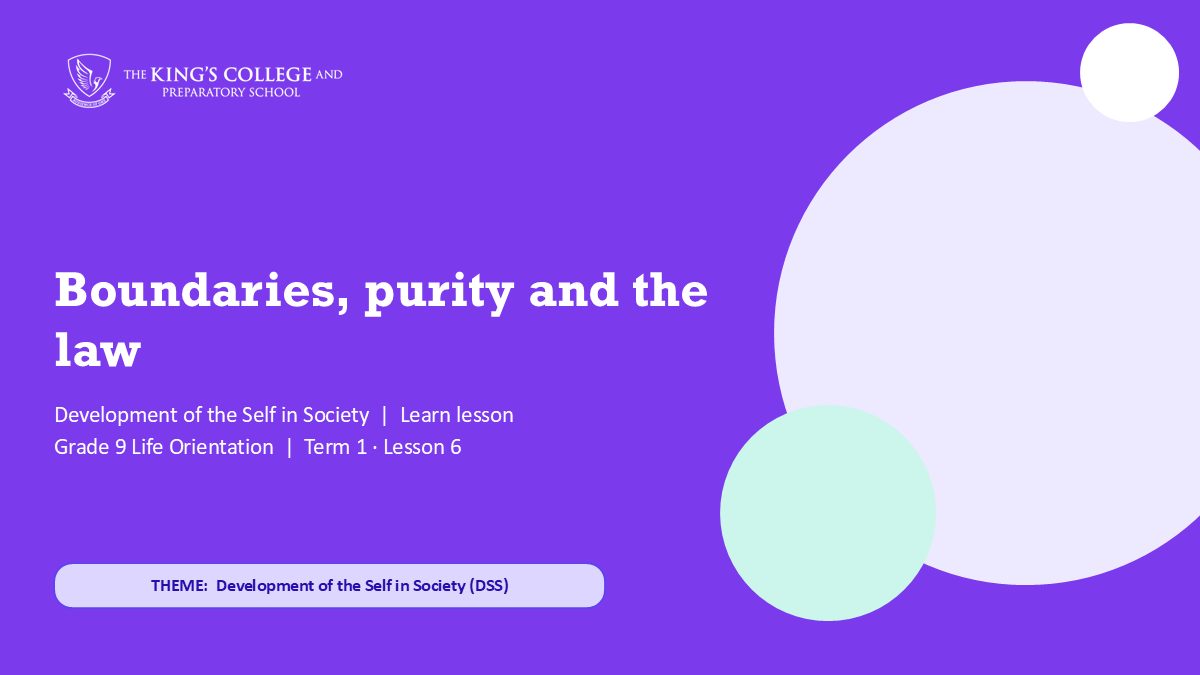 THE KING'S COLLEGE AND
PREPARATORY SCHOOL
Boundaries, purity and the
law
Development of the Self in Society | Learn lesson
Grade 9 Life Orientation | Term 1 · Lesson 6
THEME: Development of the Self in Society (DSS)